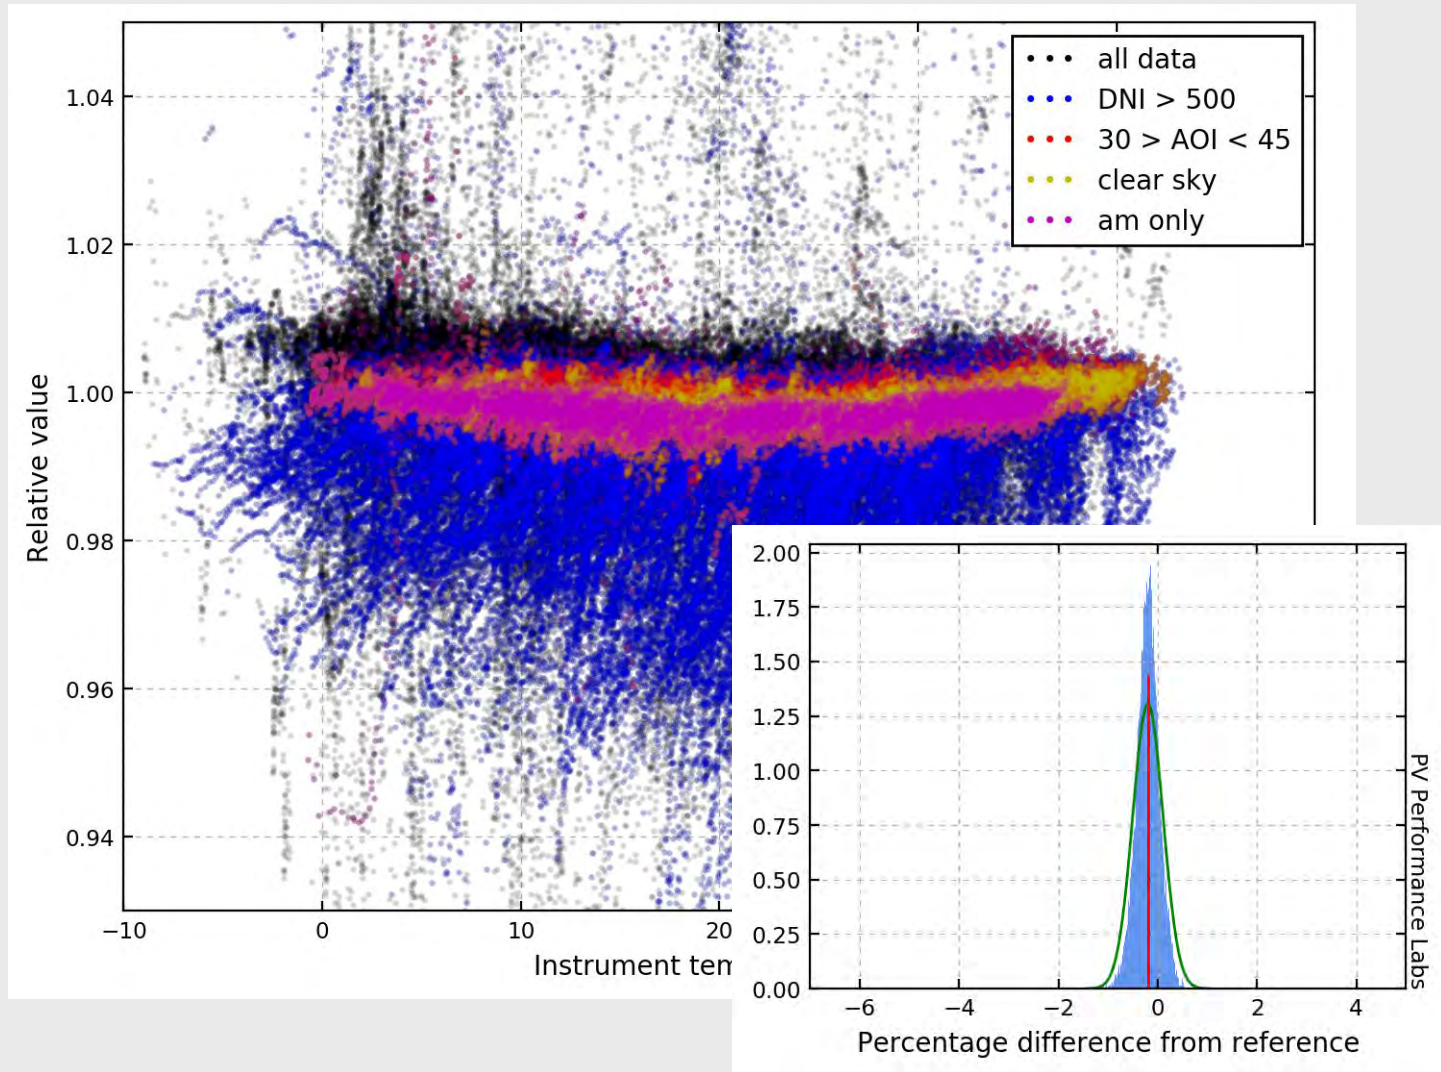 1.04
1.02
1.00
0.98
0.96
0.94
Relative value
−10
0
10
20
Instrument tem
all data
DNI > 500
30 > AOI < 45
clear sky
am only
2.00
1.75
1.50
1.25
1.00
0.75
0.50
0.25
0.00
−6
−4
−2
0
2
4
Percentage difference from reference
PV Performance Labs